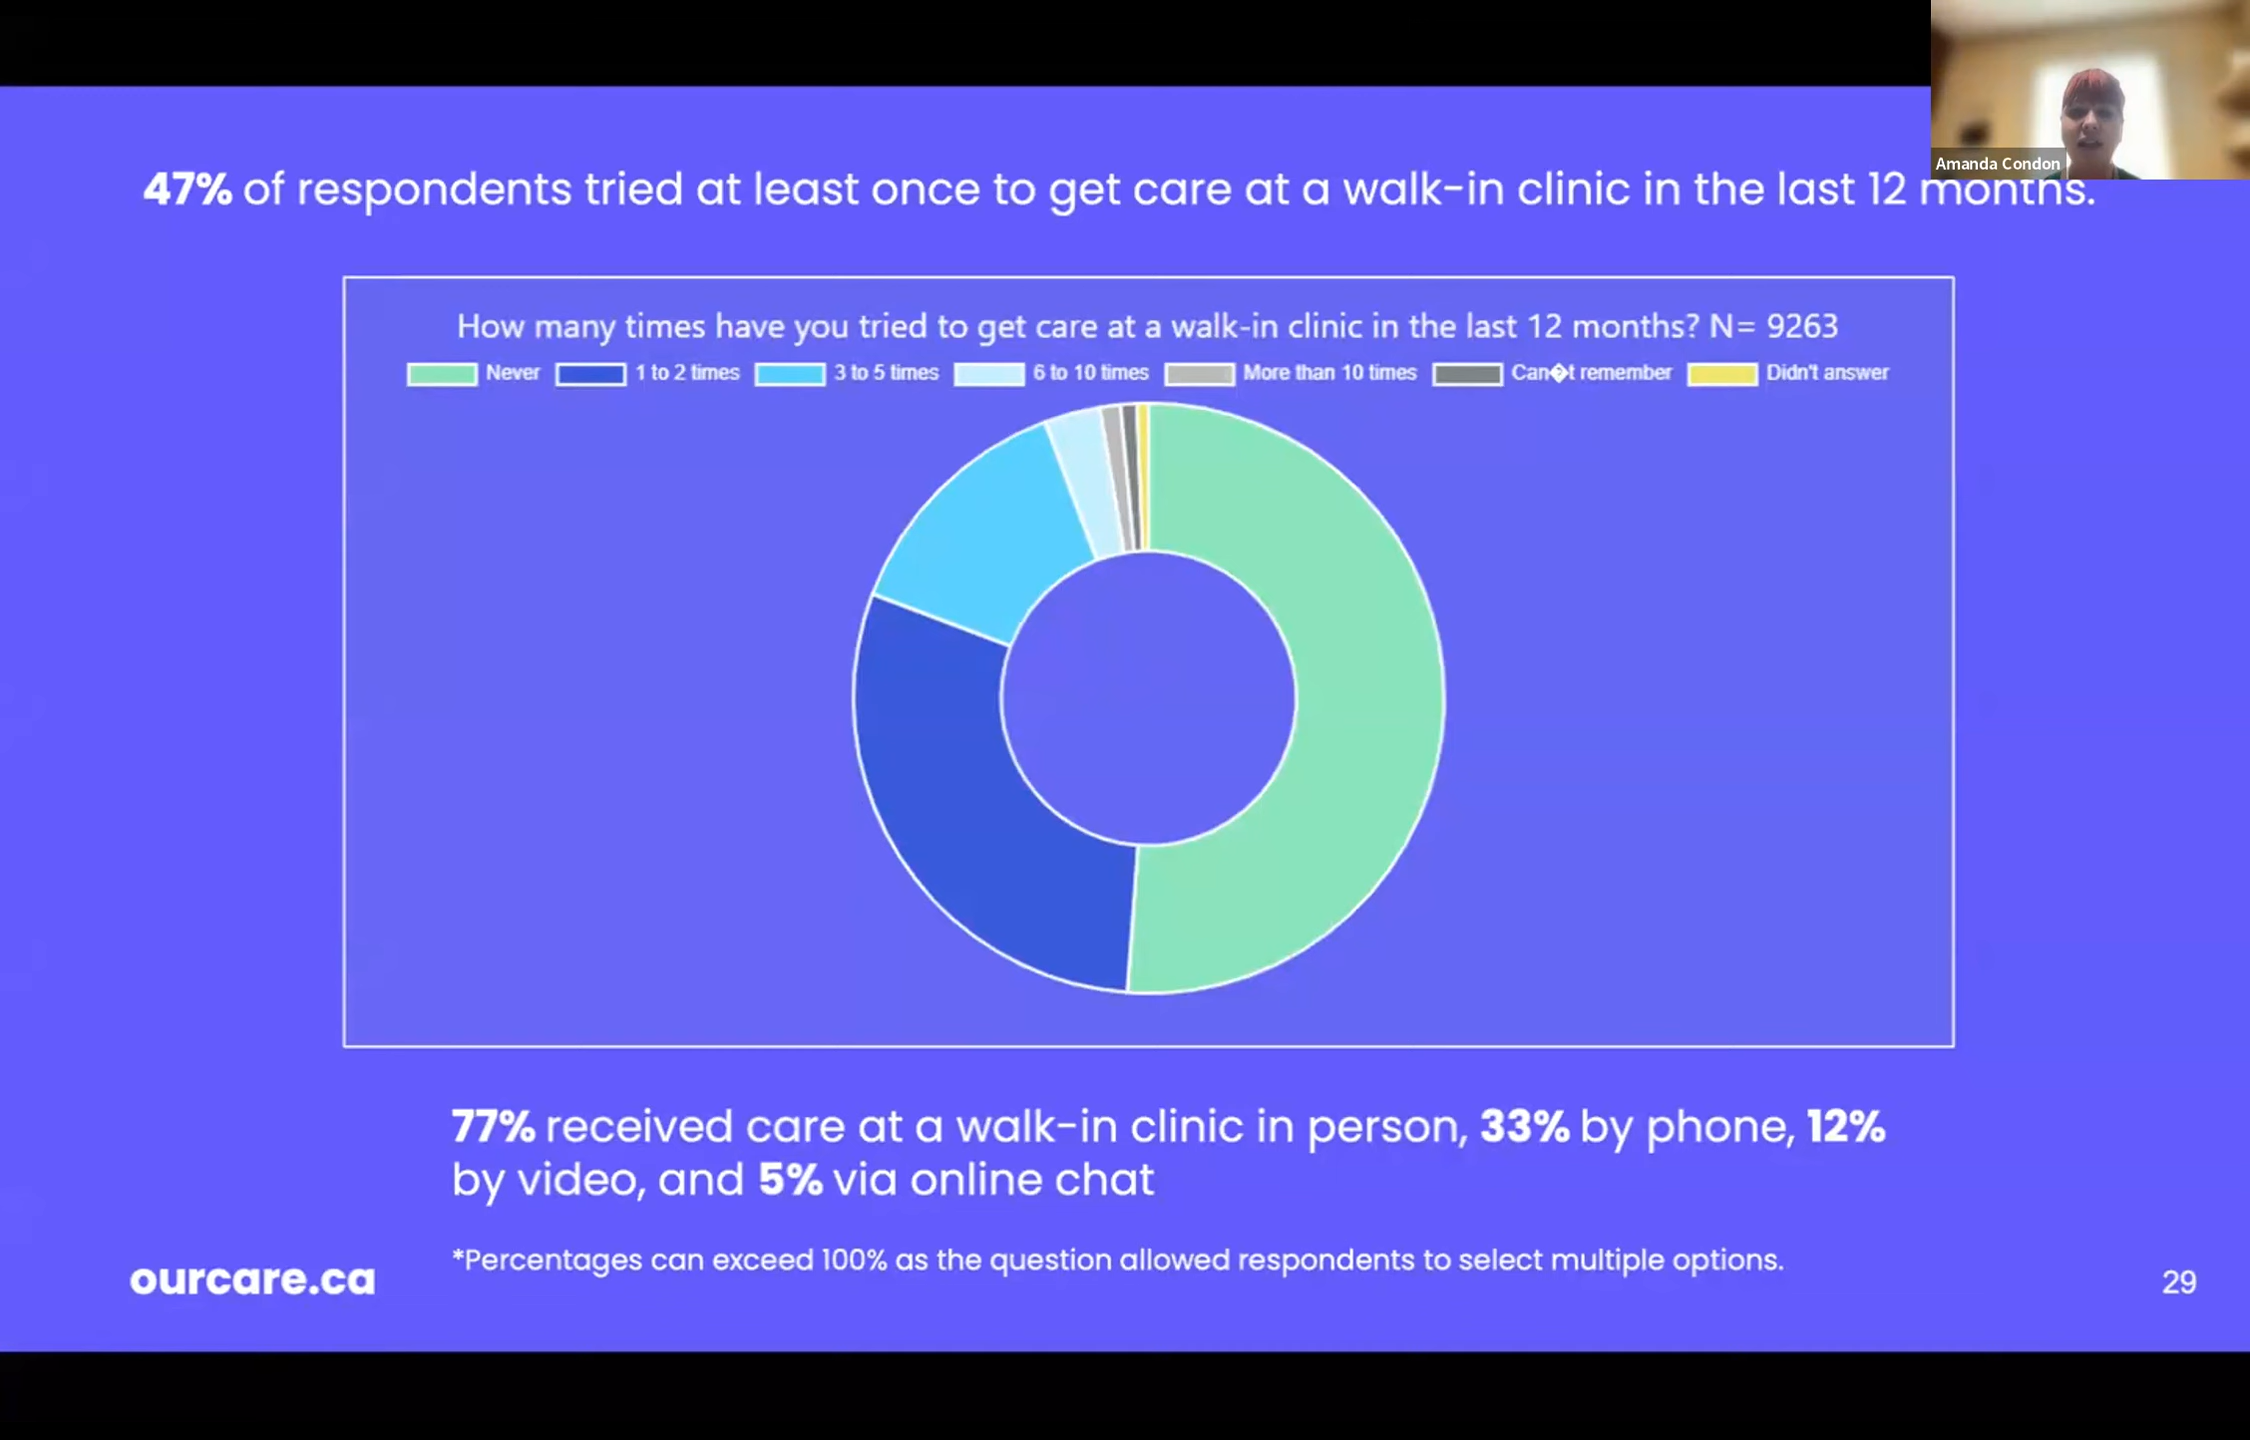 Amanda Condon
47% of respondents tried at least once to get care at a walk-in clinic in the last 12 months.
How many times have you tried to get care at a walk-in clinic in the last 12 months? N= 9263
Never 1 to 2 times 3 to 5 times 6 to 10 times More than 10 times Can�t remember Didn't answer
77% received care at a walk-in clinic in person, 33% by phone, 12%
by video, and 5% via online chat
*Percentages can exceed 100% as the question allowed respondents to select multiple options.
ourcare.ca
29